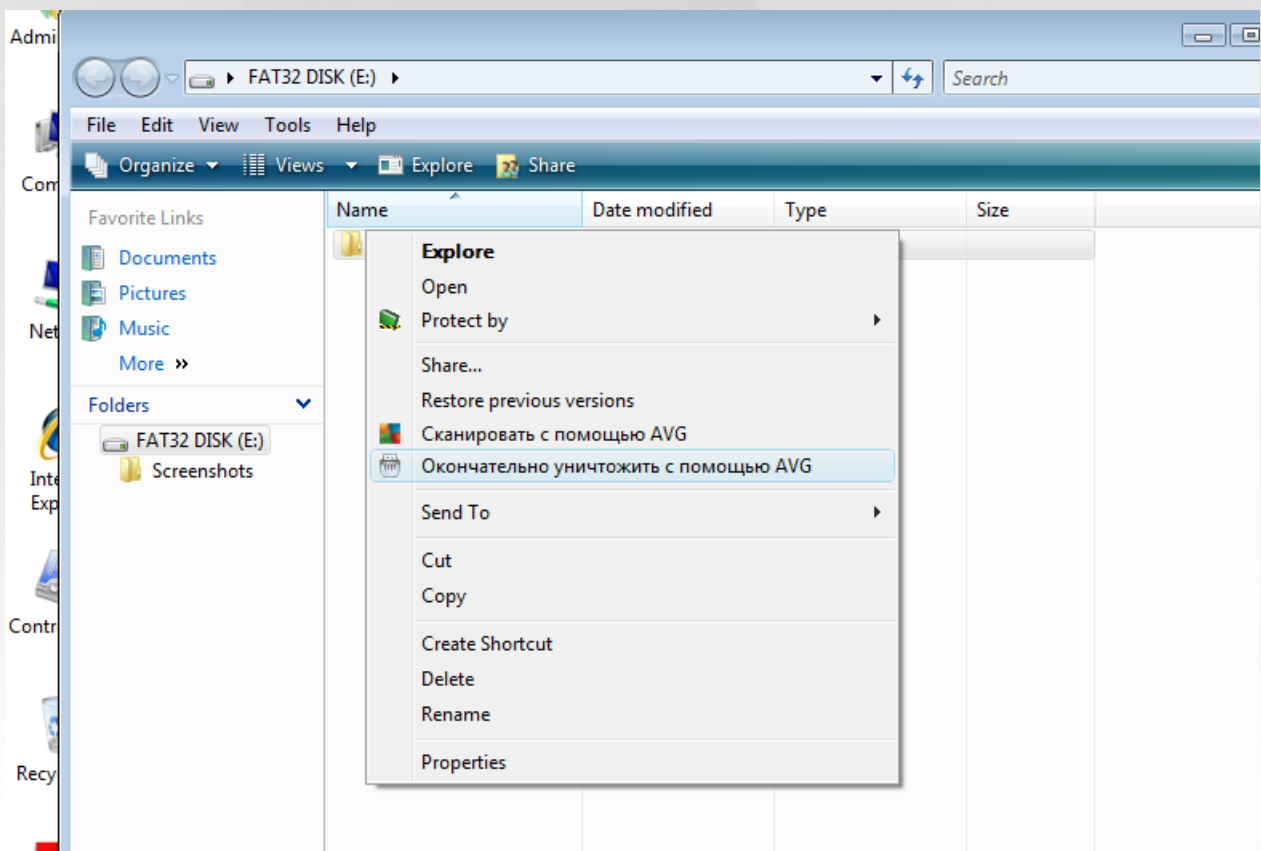 Admi
FAT32 DISK (E:)
Search
File Edit View Tools Help
Organize Views Explore Share
Com
Favorite Links
Name Date modified Type Size
Documents
Pictures
Net
Music
More »
Folders
FAT32 DISK (E:)
Screenshots
Inte
Exp
Contr
Recy
Explore
Open
Protect by
Share...
Restore previous versions
Сканировать с помощью AVG
Окончательно уничтожить с помощью AVG
Send To
Cut
Copy
Create Shortcut
Delete
Rename
Properties